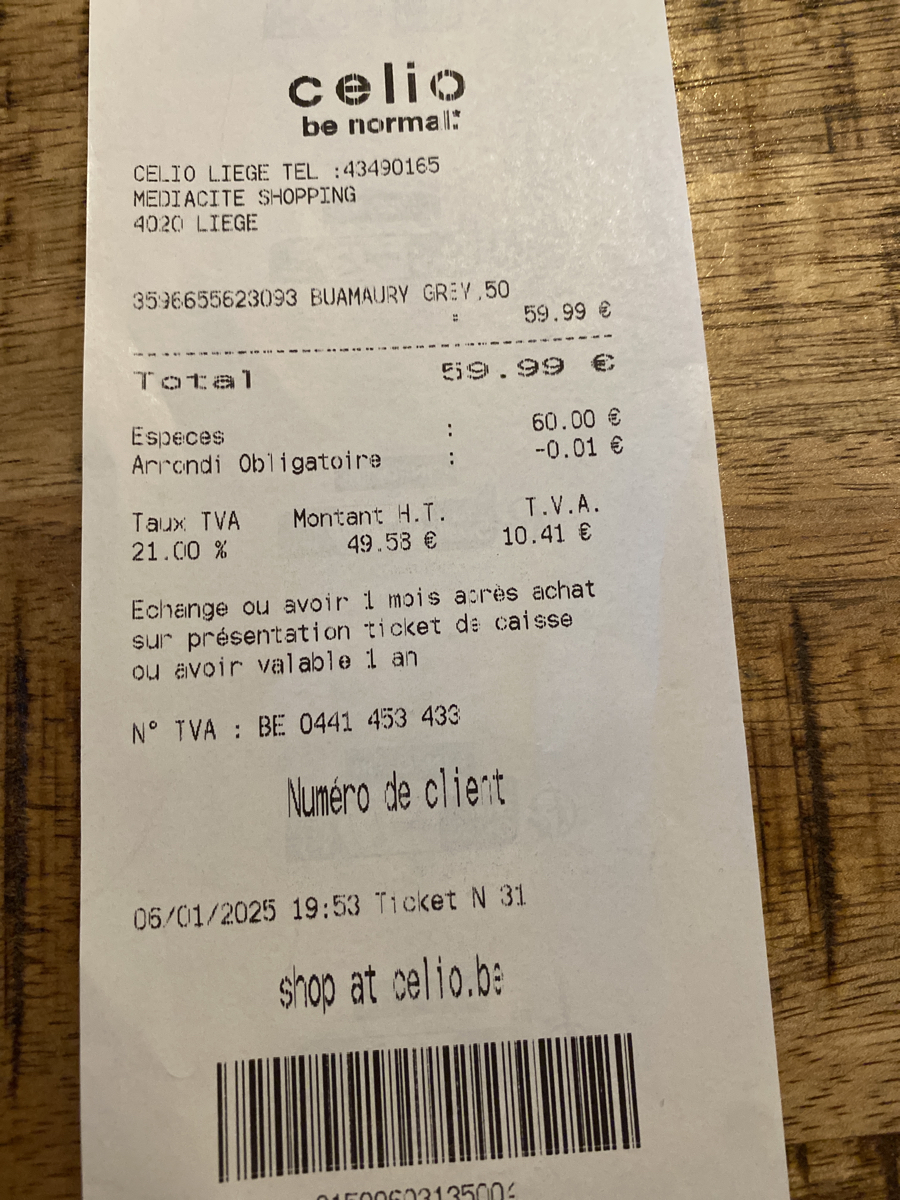 celio
be normal*
CELIO LIEGE TEL :43490165
MEDIACITE SHOPPING
4020 LIEGE
3596655623093 BUAMAURY GREY,50
= 59.99 €
Total 59.99 €
Especes : 60.00 €
Arrondi Obligatoire : -0.01 €
Taux TVA Montant H.T. T.V.A.
21.00 % 49.58 € 10.41 €
Echange ou avoir 1 mois après achat
sur présentation ticket de caisse
ou avoir valable 1 an
N° TVA : BE 0441 453 433
Numéro de client
06/01/2025 19:53 Ticket N 31
shop at celio.be